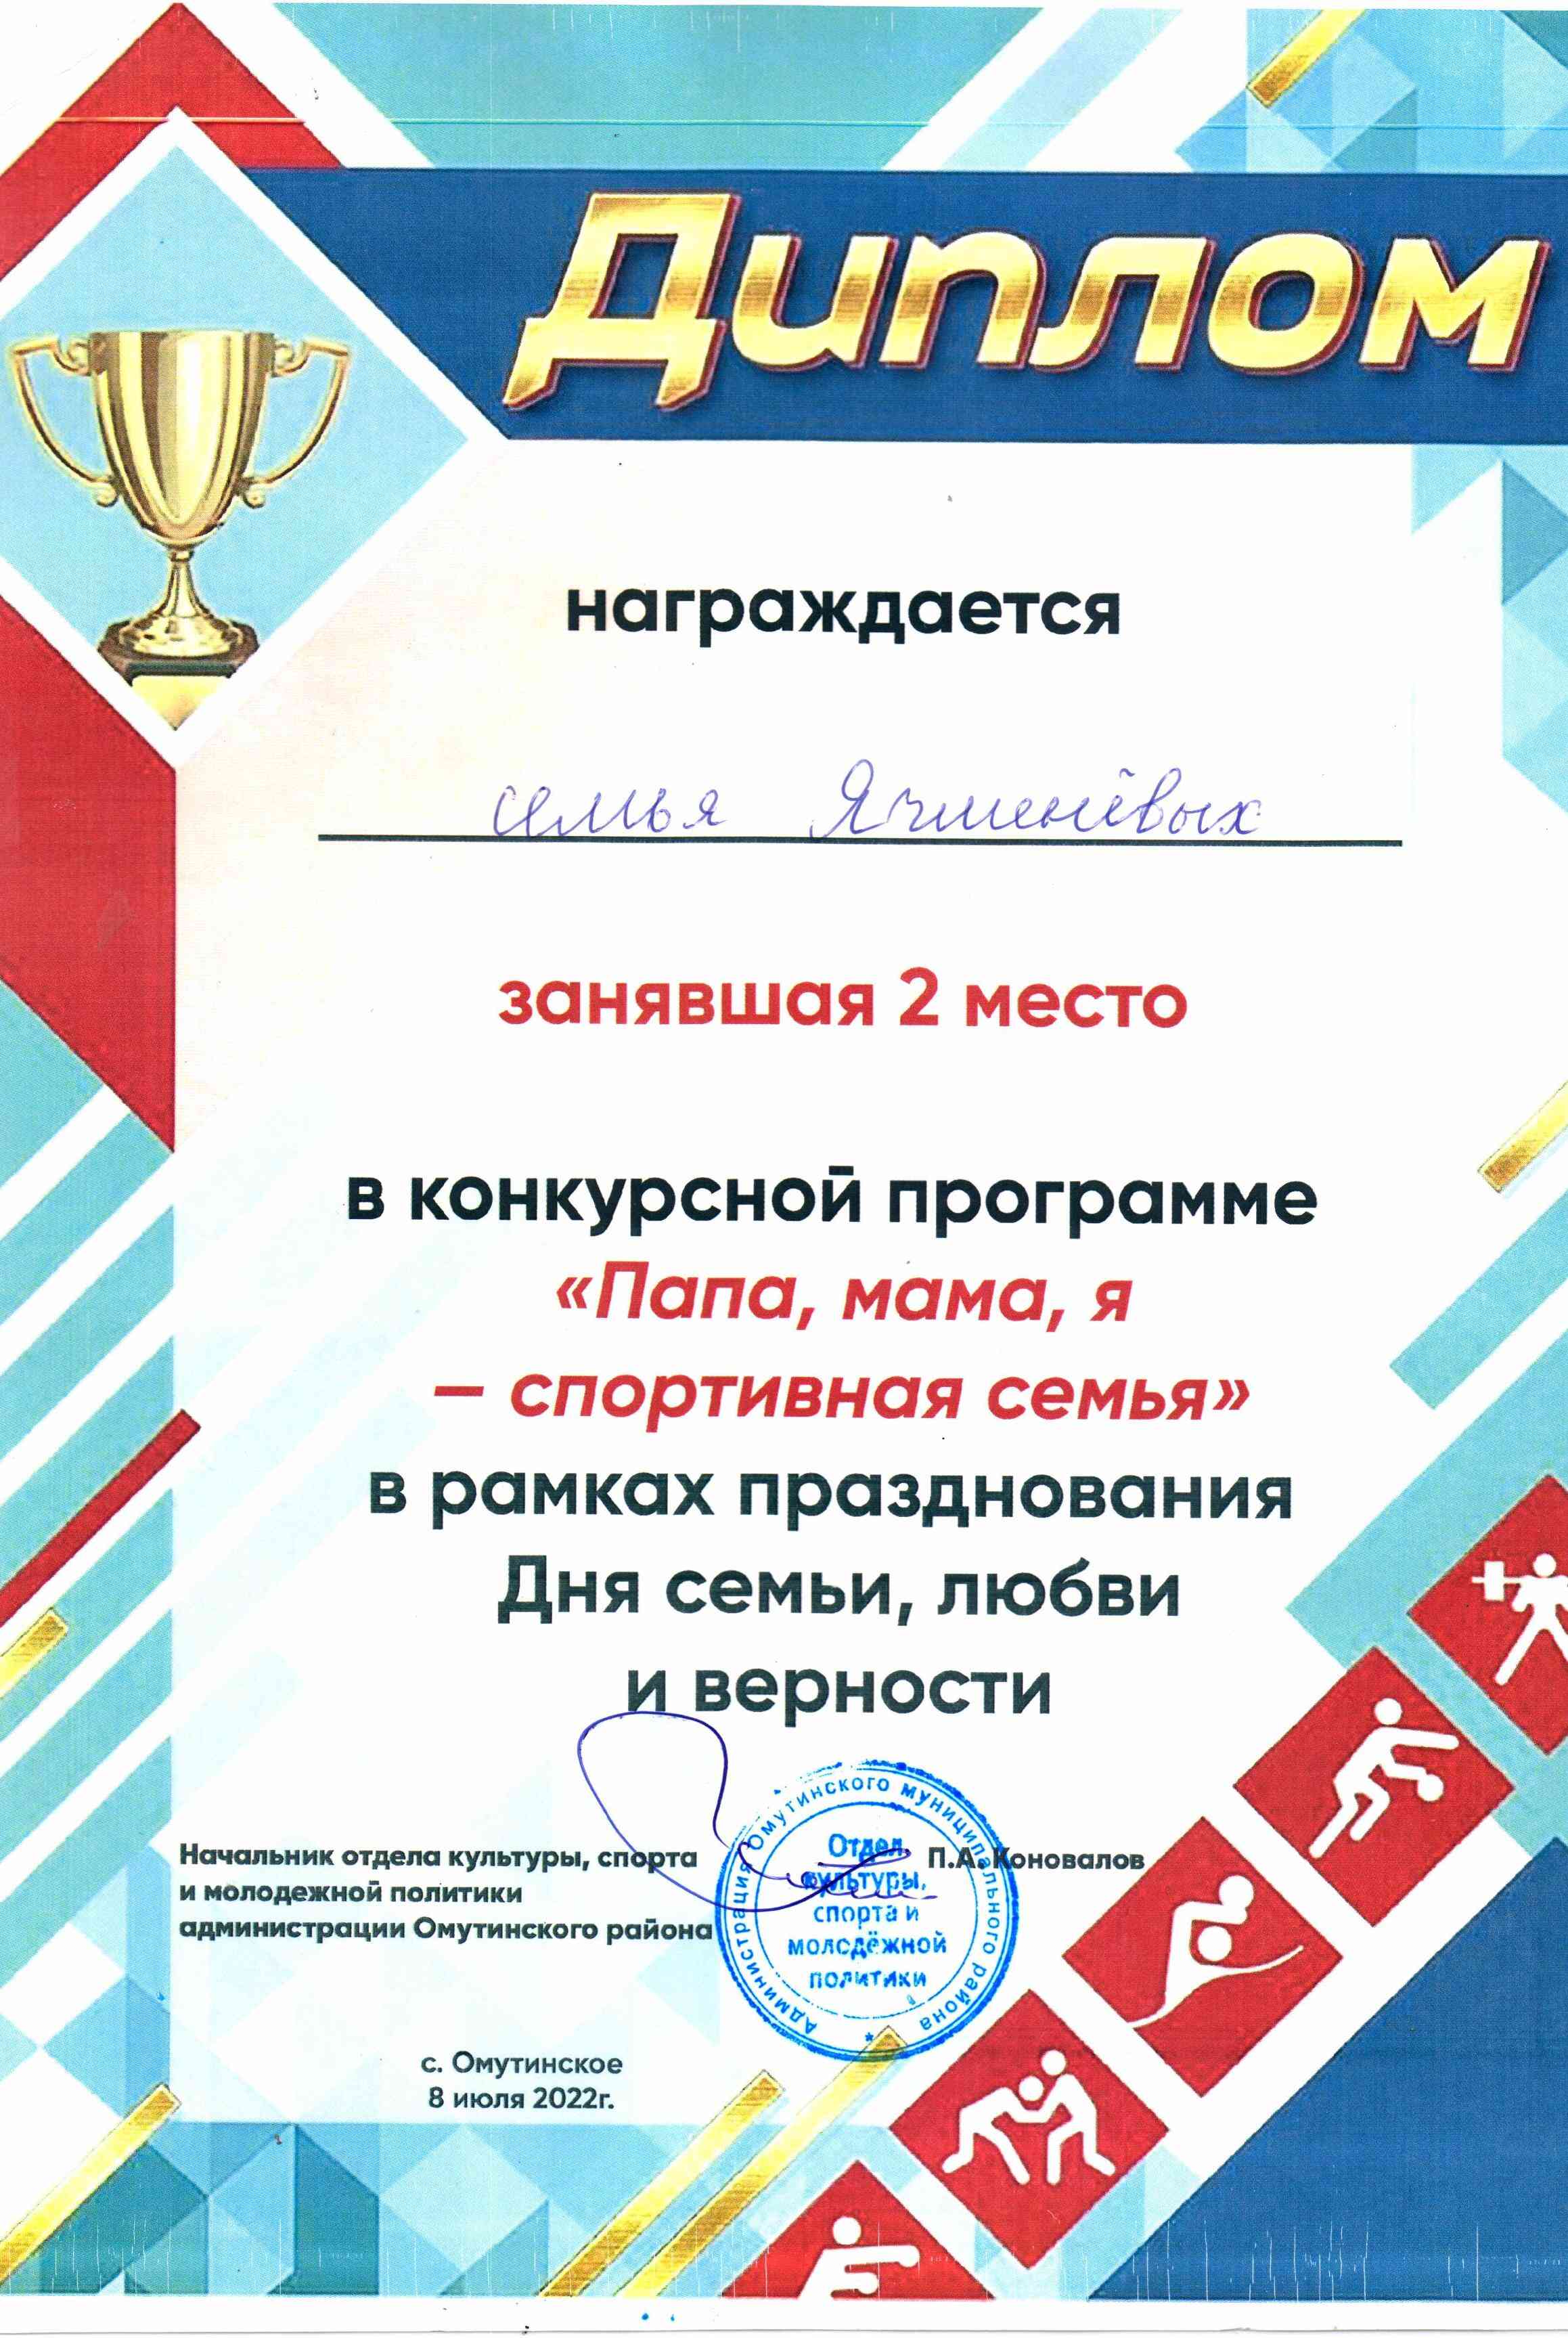 Диплом
награждается
семья Ячменёвых
занявшая 2 место
в конкурсной программе
«Папа, мама, я
– спортивная семья»
в рамках празднования
Дня семьи, любви
и верности
Начальник отдела культуры, спорта
и молодежной политики
администрации Омутинского района
П.А. Коновалов
Администрация Омутинского муниципального района
*
Отдел
культуры,
спорта и
молодёжной
политики
с. Омутинское
8 июля 2022г.